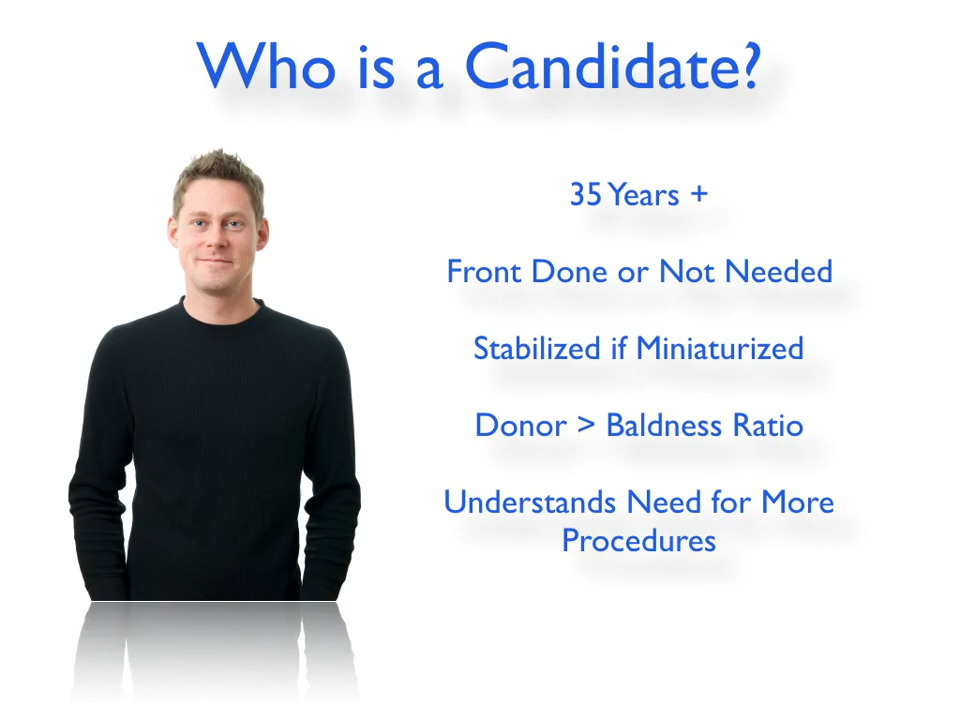 Who is a Candidate?
35 Years +
Front Done or Not Needed
Stabilized if Miniaturized
Donor > Baldness Ratio
Understands Need for More
Procedures